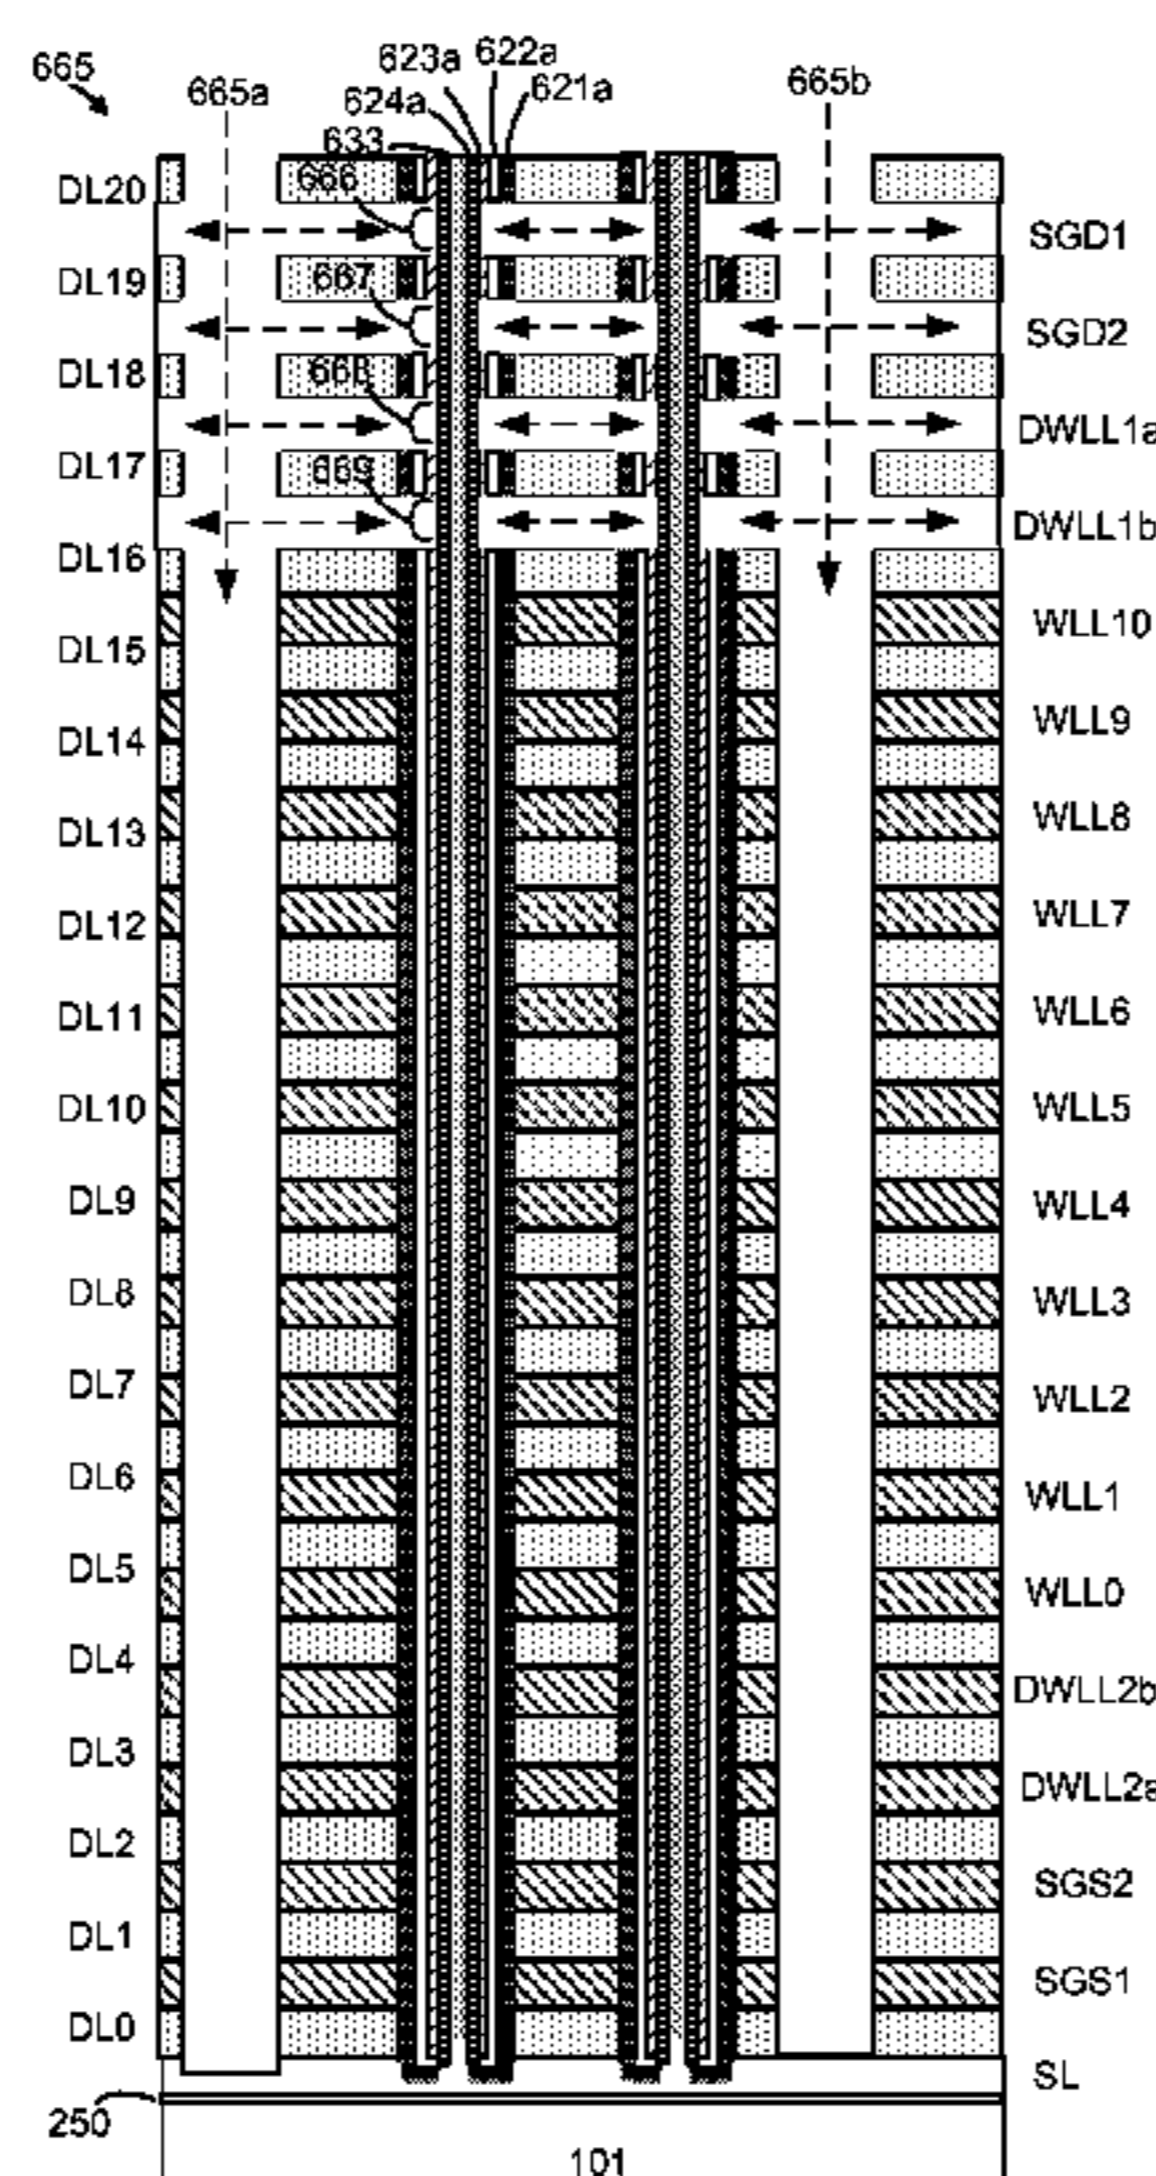 623a 622a
665 665a 624a 621a 665b
633
DL20 666 SGD1
DL19 667 SGD2
DL18 668 DWLL1a
DL17 669 DWLL1b
DL16 WLL10
DL15 WLL9
DL14 WLL8
DL13 WLL7
DL12 WLL6
DL11 WLL5
DL10 WLL4
DL9 WLL3
DL8 WLL2
DL7 WLL1
DL6 WLL0
DL5 DWLL2b
DL4 DWLL2a
DL3 SGS2
DL2 SGS1
DL1 SL
DL0
250
101